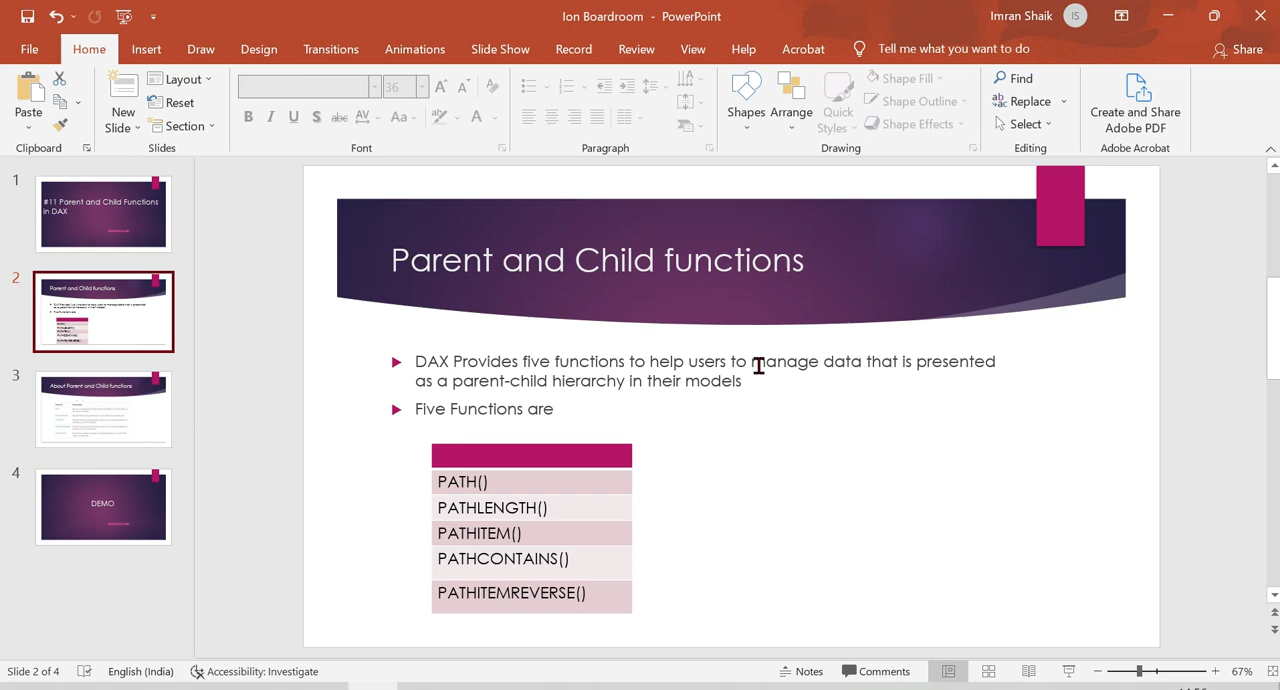 Ion Boardroom - PowerPoint
Imran Shaik
IS
File
Home
Insert
Draw
Design
Transitions
Animations
Slide Show
Record
Review
View
Help
Acrobat
Tell me what you want to do
Share
Paste
Clipboard
New
Slide
Layout
Reset
Section
Slides
36
Font
Paragraph
Shapes
Arrange
Quick
Styles
Shape Fill
Shape Outline
Shape Effects
Drawing
Find
Replace
Select
Editing
Create and Share
Adobe PDF
Adobe Acrobat
1
#11 Parent and Child Functions
in DAX
2
Parent and Child functions
3
About Parent and Child functions
4
DEMO
Parent and Child functions
DAX Provides five functions to help users to manage data that is presented
as a parent-child hierarchy in their models
Five Functions are
PATH()
PATHLENGTH()
PATHITEM()
PATHCONTAINS()
PATHITEMREVERSE()
Slide 2 of 4
English (India)
Accessibility: Investigate
Notes
Comments
67%